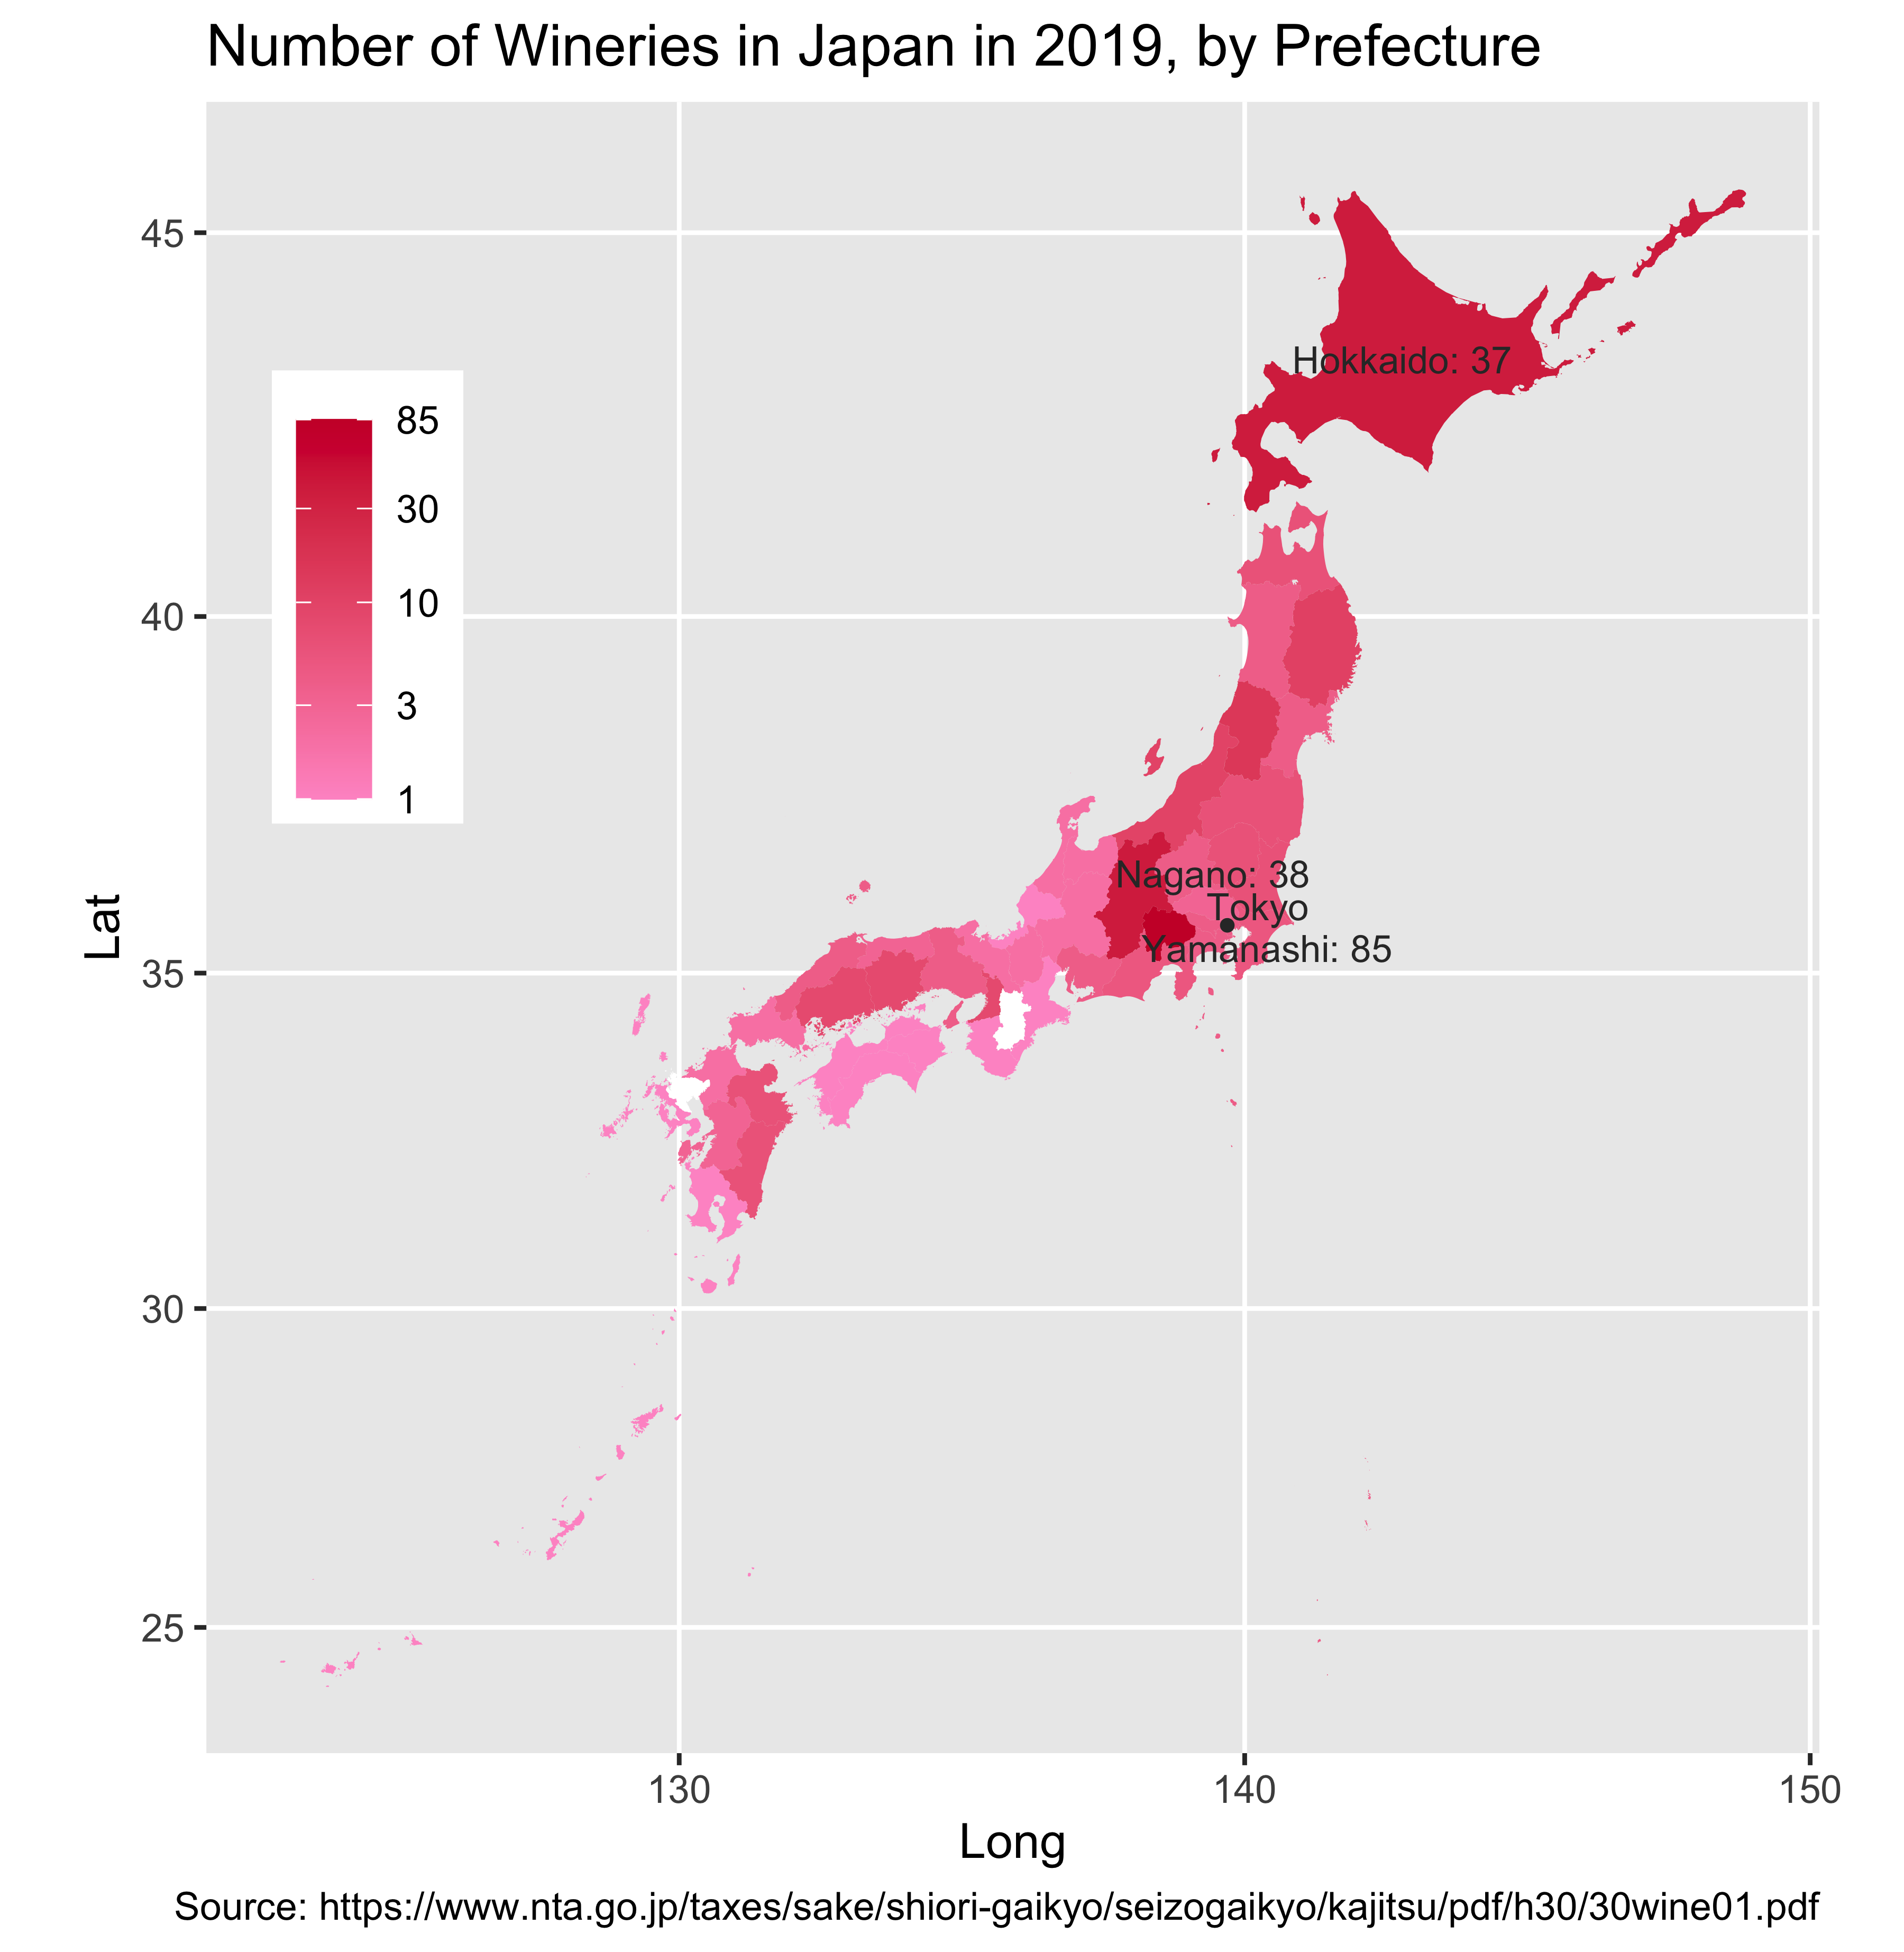 Number of Wineries in Japan in 2019, by Prefecture
45
Hokkaido: 37
85
30
10
3
1
40
Nagano: 38
Tokyo
Yamanashi: 85
Lat
35
30
25
130
140
150
Long
Source: https://www.nta.go.jp/taxes/sake/shiori-gaikyo/seizogaikyo/kajitsu/pdf/h30/30wine01.pdf